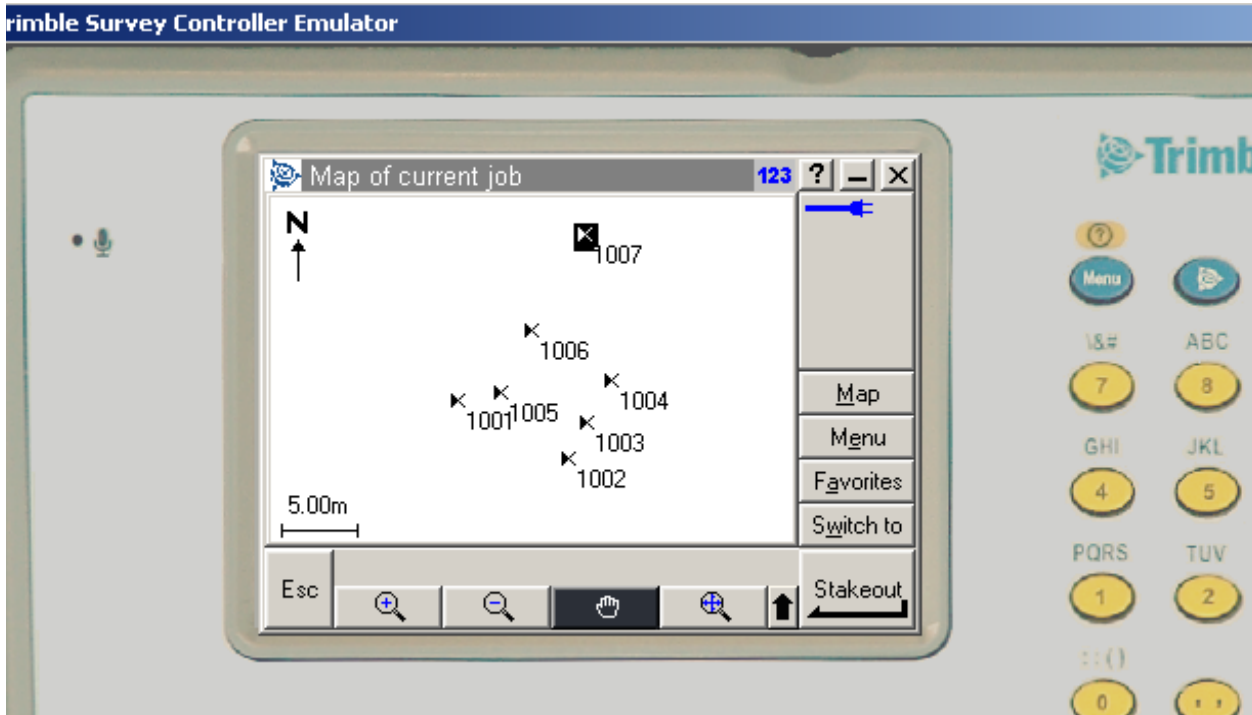 rimble Survey Controller Emulator
Trimb
Map of current job 123 ? X
N
1007
1006
1004
1001
1005
1003
1002
5.00m
Map
Menu
Favorites
Switch to
Esc
Stakeout
?
Menu
\&# ABC
7 8
GHI JKL
4 5
PQRS TUV
1 2
: : ( )
0 . ,